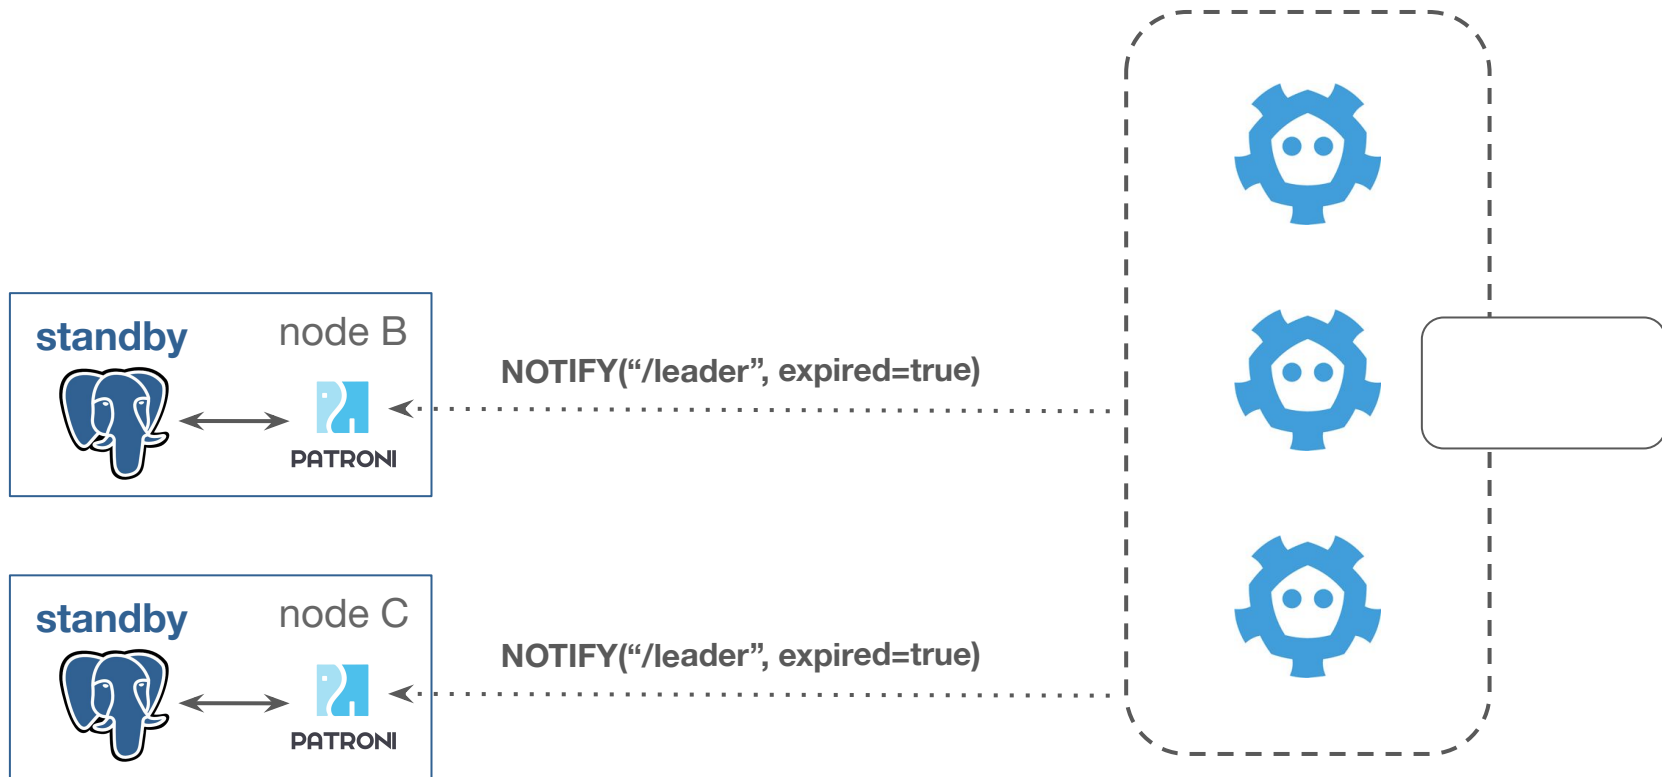 standby
node B
NOTIFY(“/leader”, expired=true)
PATRONI
standby
node C
NOTIFY(“/leader”, expired=true)
PATRONI